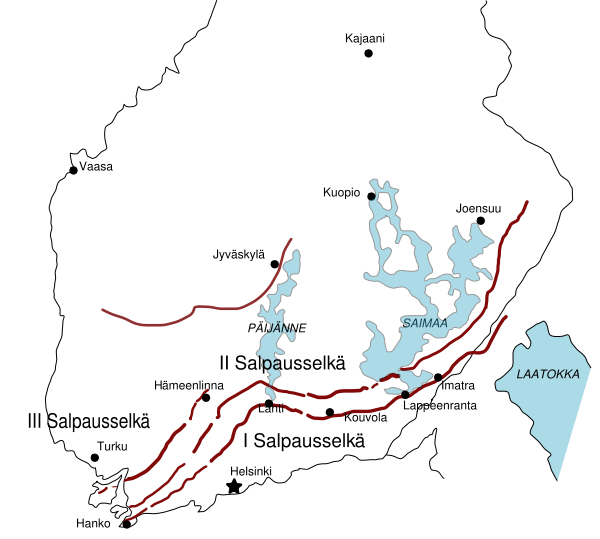 Kajaani
Vaasa
Kuopio
Joensuu
Jyväskylä
PÄIJÄNNE
SAIMAA
II Salpausselkä
LAATOKKA
Hämeenlinna
Imatra
Lahti
Lappeenranta
III Salpausselkä
Kouvola
I Salpausselkä
Turku
Helsinki
Hanko